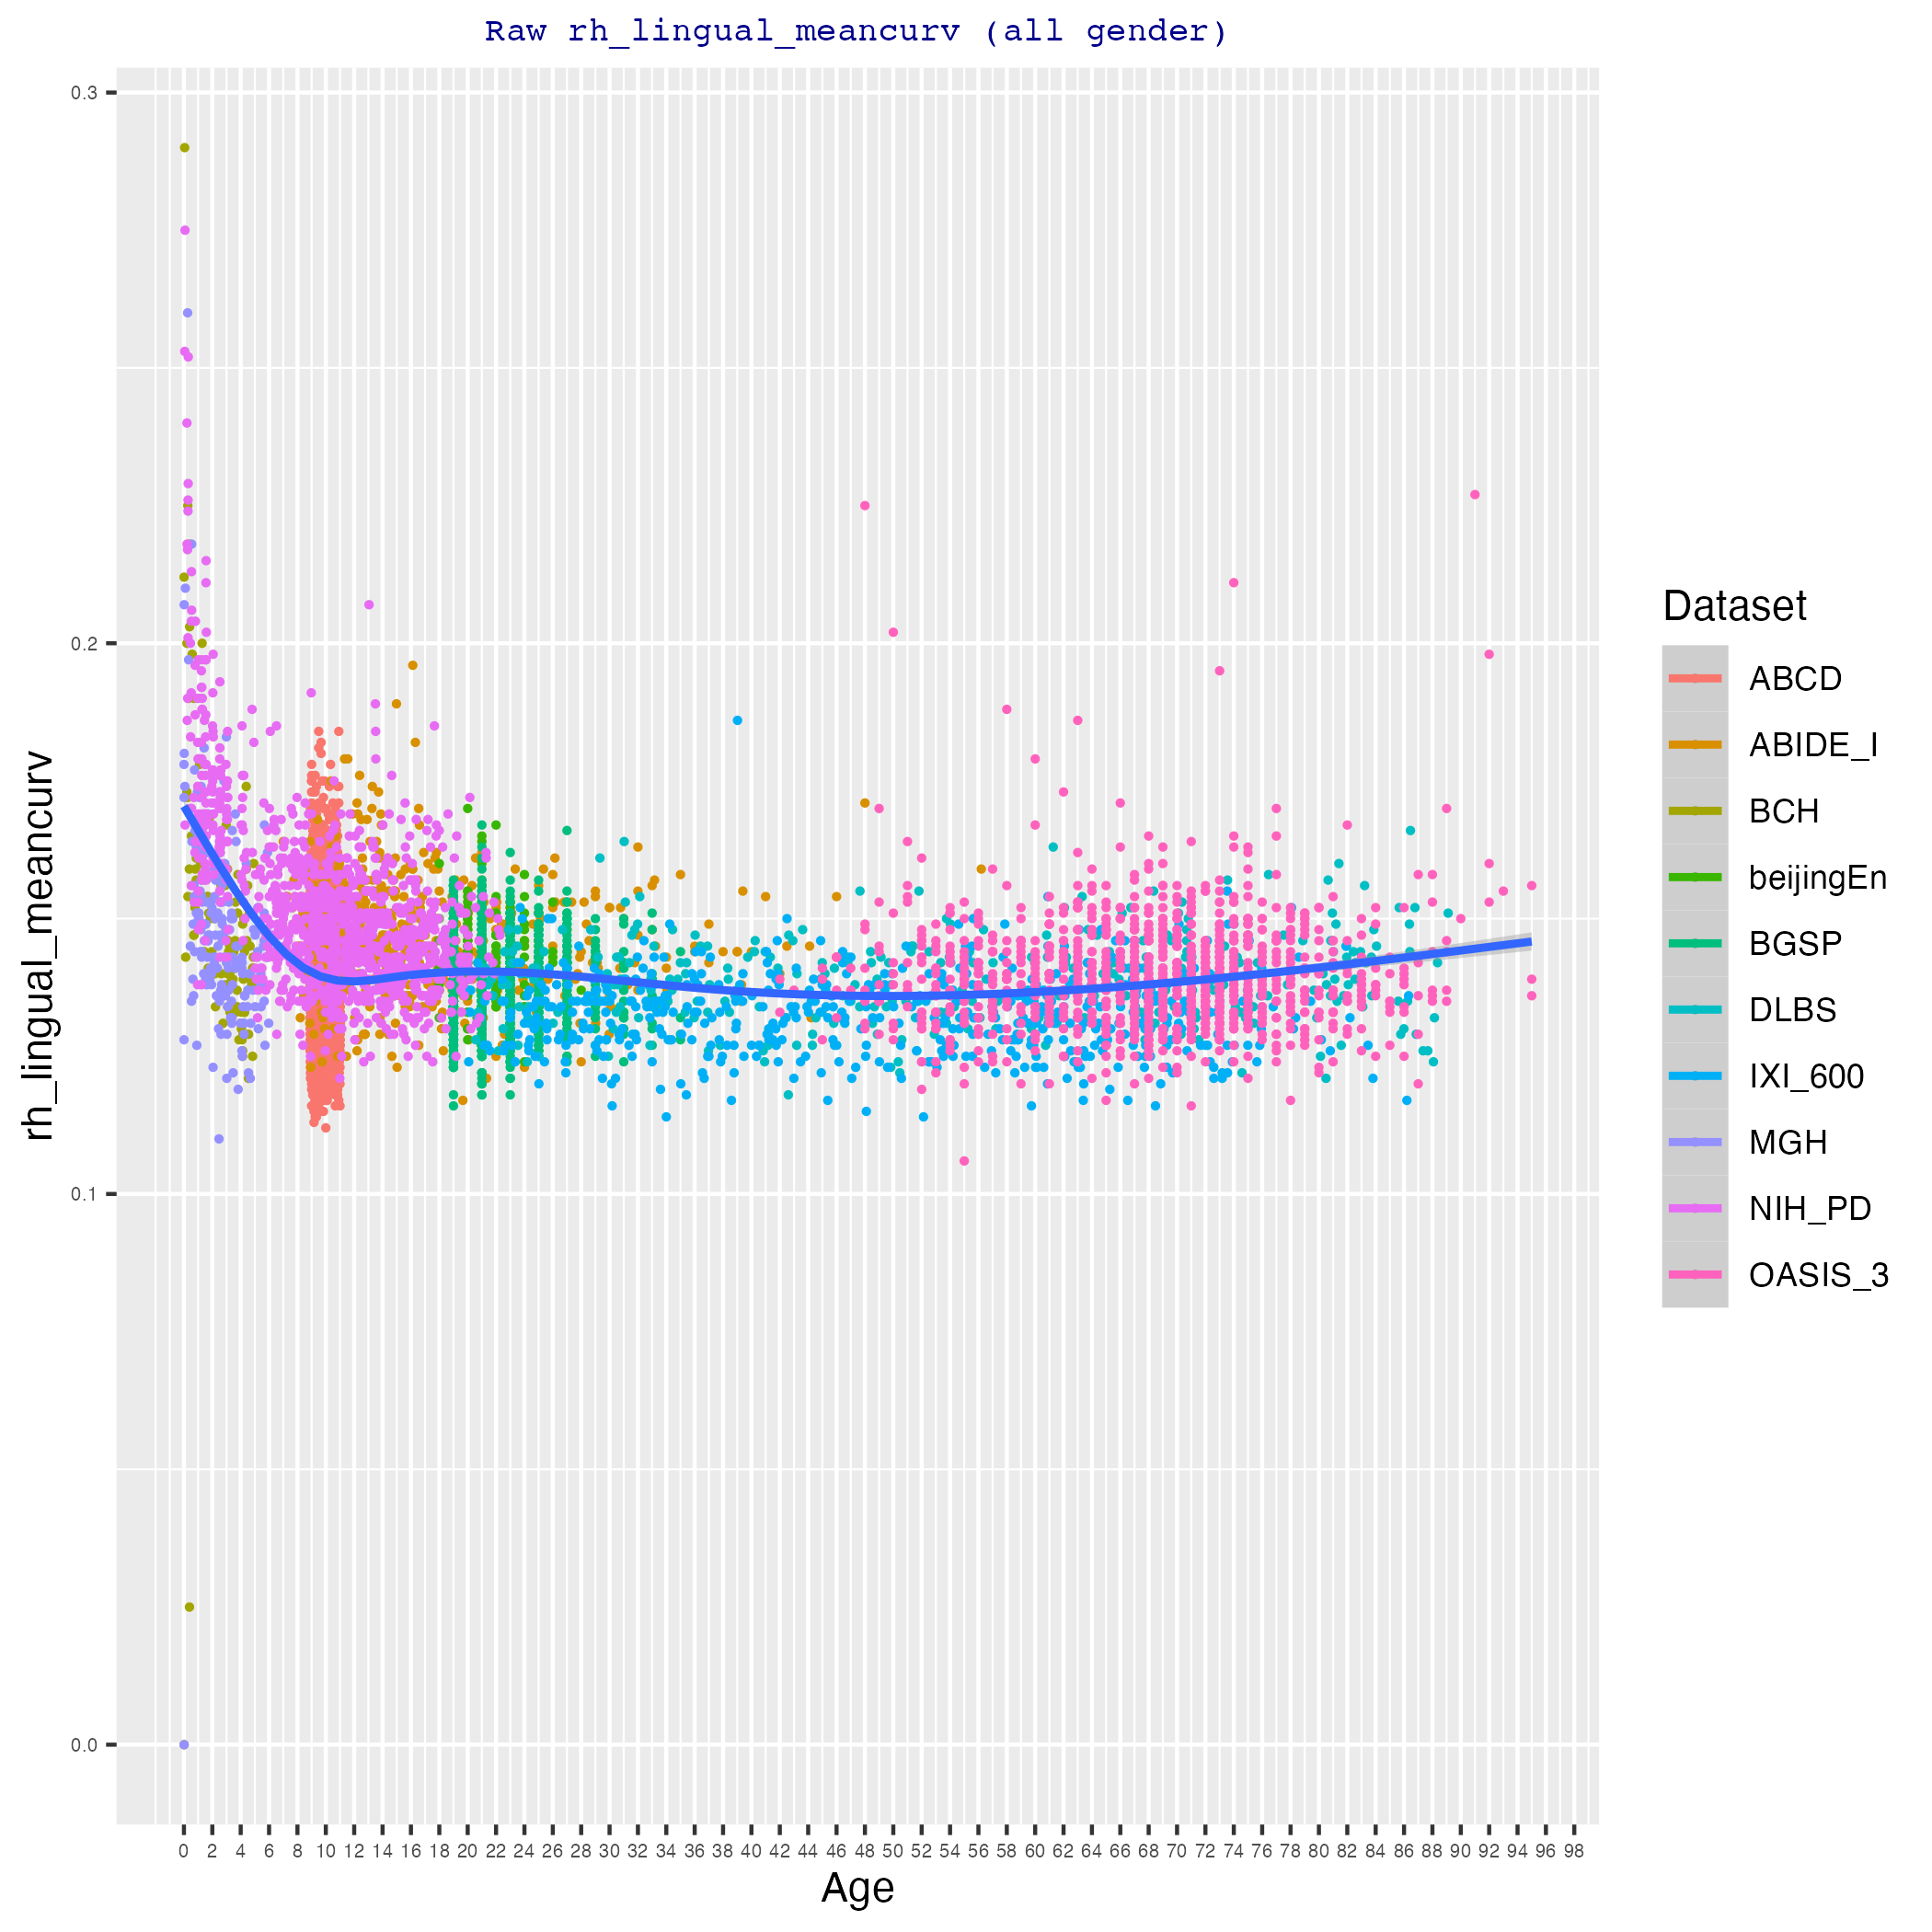 Raw rh_lingual_meancurv (all gender)
rh_lingual_meancurv
0.3
0.2
0.1
0.0
0 2 4 6 8 10 12 14 16 18 20 22 24 26 28 30 32 34 36 38 40 42 44 46 48 50 52 54 56 58 60 62 64 66 68 70 72 74 76 78 80 82 84 86 88 90 92 94 96 98
Age
Dataset
ABCD
ABIDE_I
BCH
beijingEn
BGSP
DLBS
IXI_600
MGH
NIH_PD
OASIS_3